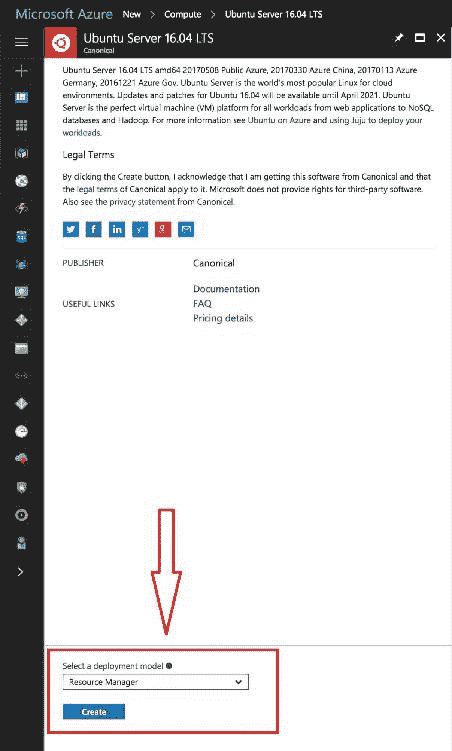 Microsoft Azure New > Compute > Ubuntu Server 16.04 LTS
Ubuntu Server 16.04 LTS
Canonical
Ubuntu Server 16.04 LTS amd64 20170508 Public Azure, 20170330 Azure China, 20170113 Azure
Germany, 20161221 Azure Gov. Ubuntu Server is the world's most popular Linux for cloud
environments. Updates and patches for Ubuntu 16.04 will be available until April 2021. Ubuntu
Server is the perfect virtual machine (VM) platform for all workloads from web applications to NoSQL
databases and Hadoop. For more information see Ubuntu on Azure and using Juju to deploy your
workloads.
Legal Terms
By clicking the Create button, I acknowledge that I am getting this software from Canonical and that
the legal terms of Canonical apply to it. Microsoft does not provide rights for third-party software.
Also see the privacy statement from Canonical.
PUBLISHER Canonical
Documentation
USEFUL LINKS FAQ
Pricing details
Select a deployment model
Resource Manager
Create